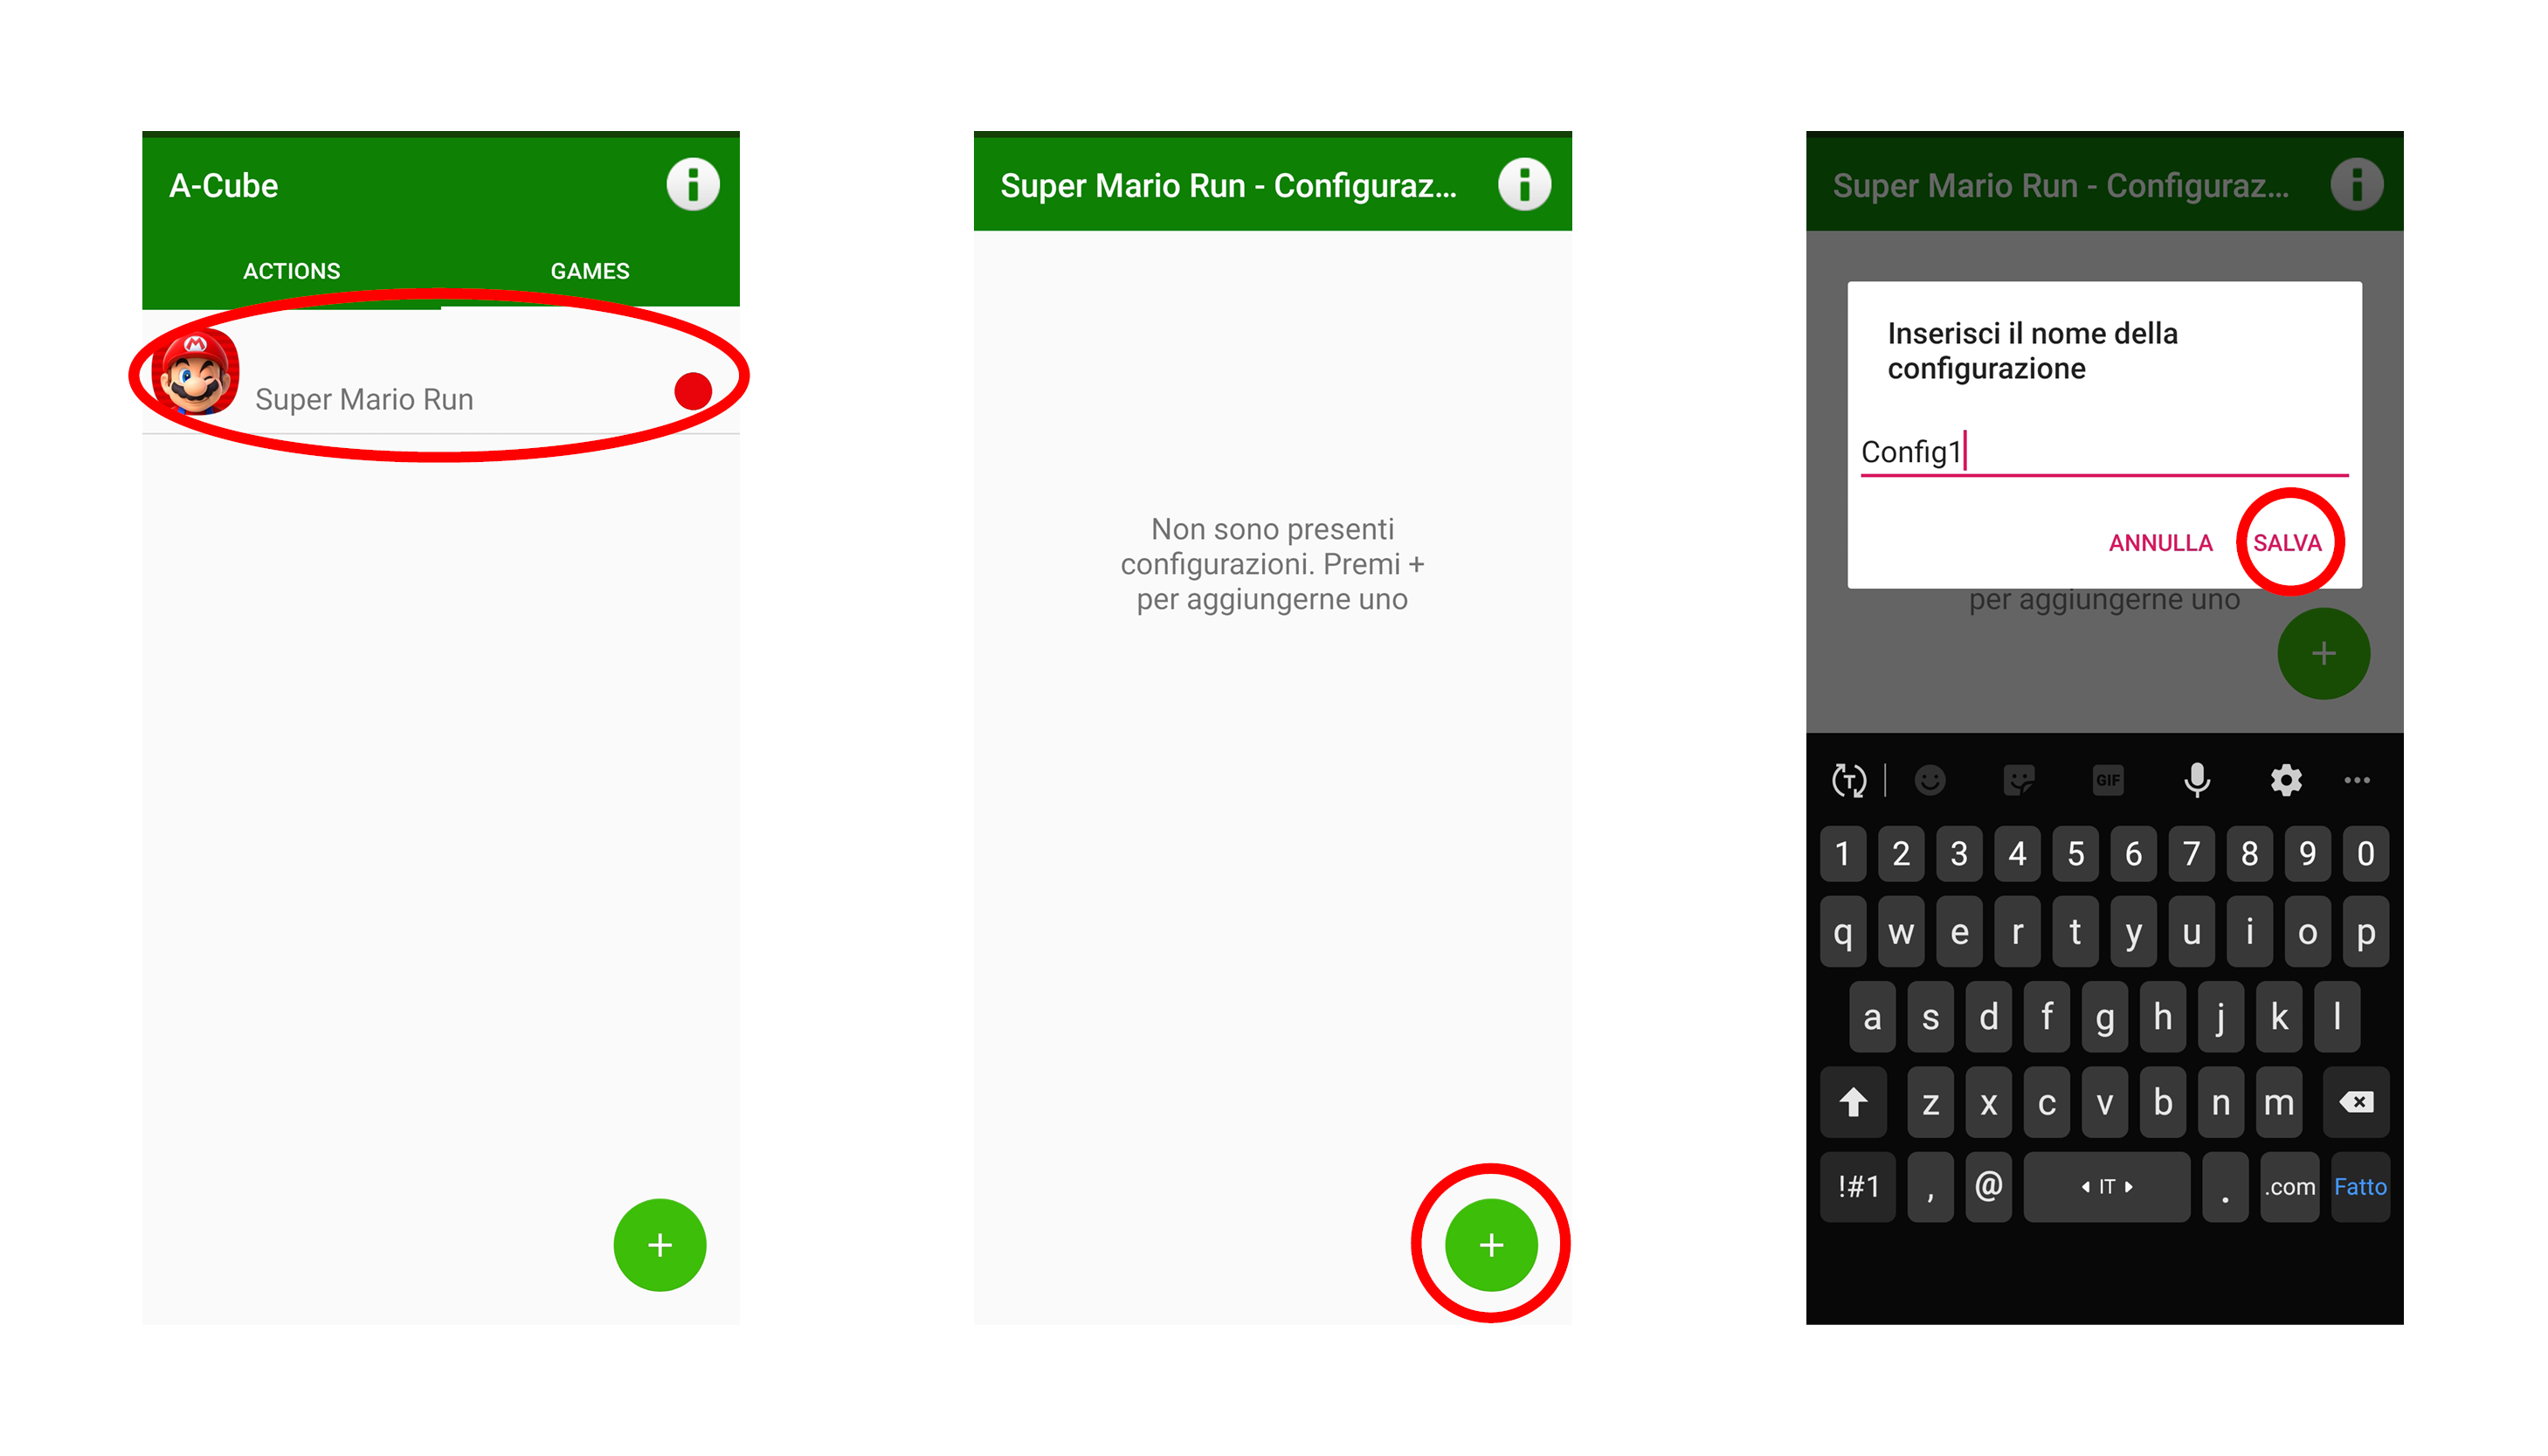 A-Cube
ACTIONS
GAMES
Super Mario Run
Super Mario Run - Configuraz...
Non sono presenti
configurazioni. Premi +
per aggiungerne uno
Super Mario Run - Configuraz...
Inserisci il nome della
configurazione
Config1
ANNULLA
SALVA
per aggiungerne uno
GIF
1 2 3 4 5 6 7 8 9 0
q w e r t y u i o p
a s d f g h j k l
z x c v b n m
!#1 , @ IT . .com Fatto